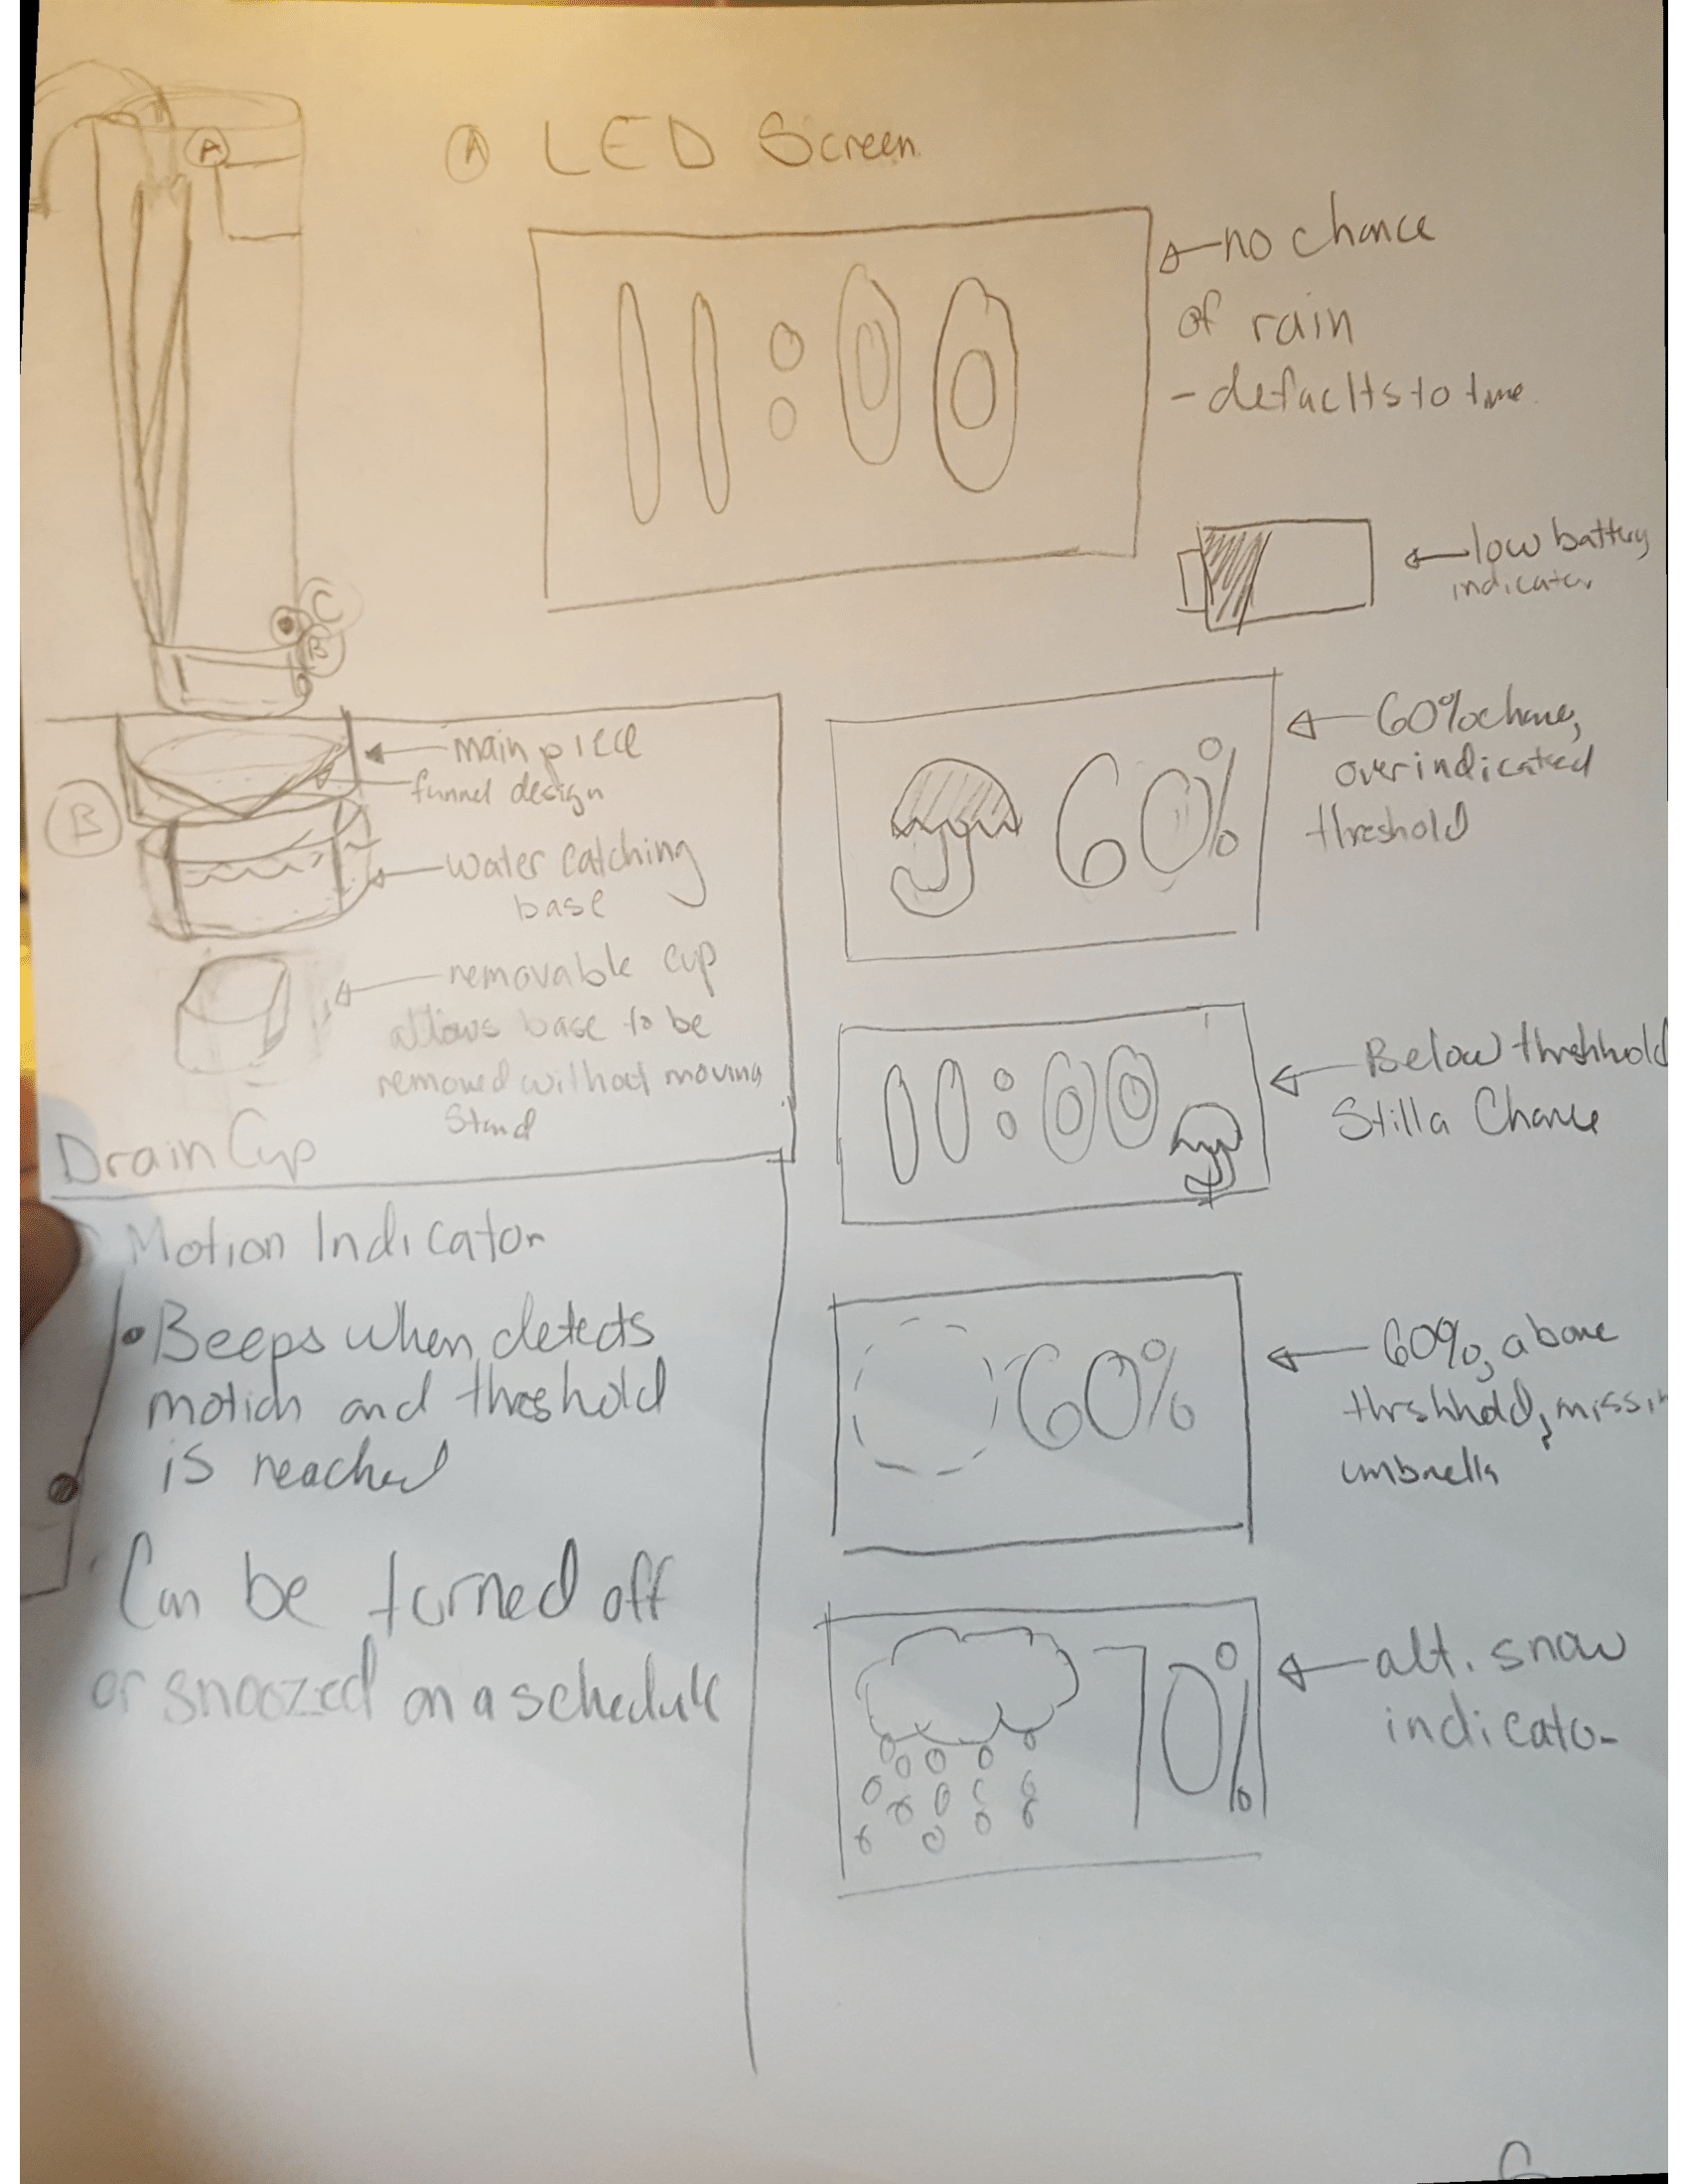 A
A LED Screen
11:00
no chance
of rain
- defaults to time.
low battery
indicator
C
B
60%
60% chance,
over indicated
threshold
B
main piece
funnel design
water catching
base
removable cup
allows base to be
removed without moving
Stand
Drain Cup
11:00
Below threshhold
Still a Chance
60%
60%, above
threshhold, missin
umbrella
70%
alt. snow
indicator
Motion Indicator
• Beeps when detects
motion and threshold
is reached
Can be turned off
or snoozed on a schedule